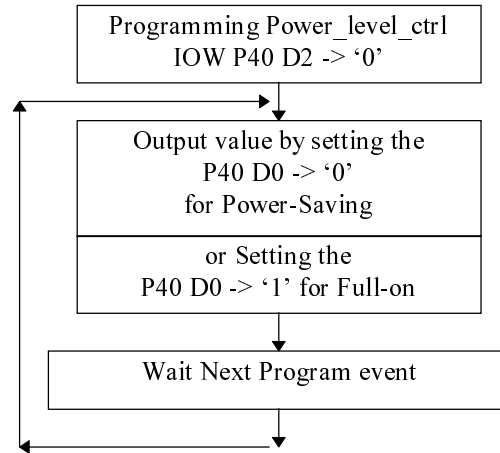 Programming Power_level_ctrl
IOW P40 D2 -> ‘0’
Output value by setting the
P40 D0 -> ‘0’
for Power-Saving
or Setting the
P40 D0 -> ‘1’ for Full-on
Wait Next Program event